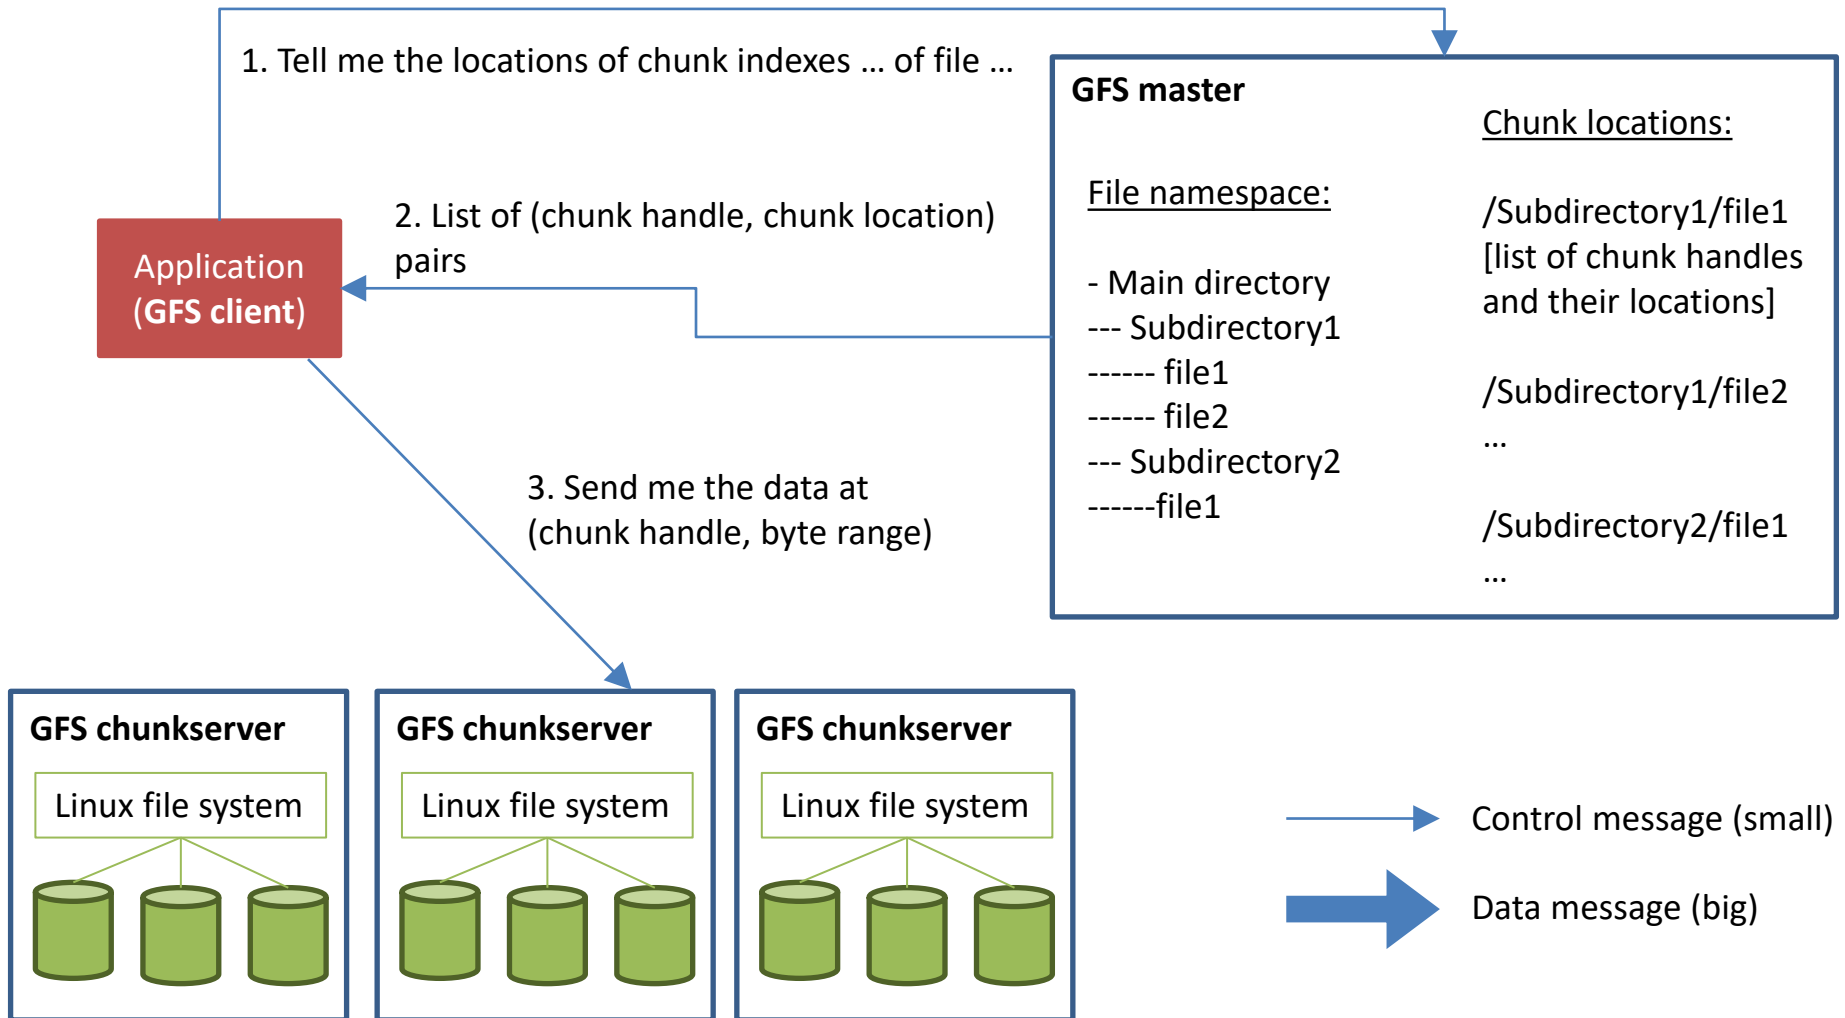 1. Tell me the locations of chunk indexes … of file …
GFS master
Chunk locations:
File namespace:
/Subdirectory1/file1
[list of chunk handles
and their locations]
- Main directory
--- Subdirectory1
------ file1
------ file2
--- Subdirectory2
------file1
/Subdirectory1/file2
…
/Subdirectory2/file1
…
2. List of (chunk handle, chunk location)
pairs
Application
(GFS client)
3. Send me the data at
(chunk handle, byte range)
GFS chunkserver
Linux file system
GFS chunkserver
Linux file system
GFS chunkserver
Linux file system
Control message (small)
Data message (big)